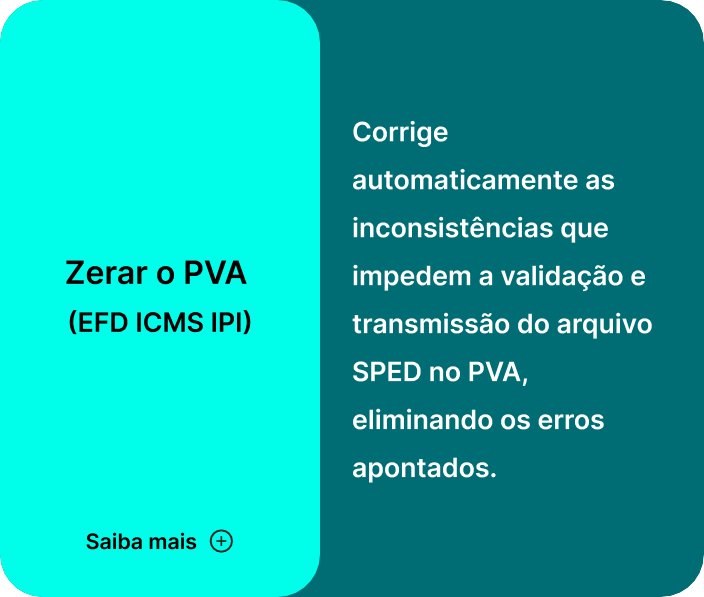 Zerar o PVA
(EFD ICMS IPI)
Saiba mais
Corrige
automaticamente as
inconsistências que
impedem a validação e
transmissão do arquivo
SPED no PVA,
eliminando os erros
apontados.